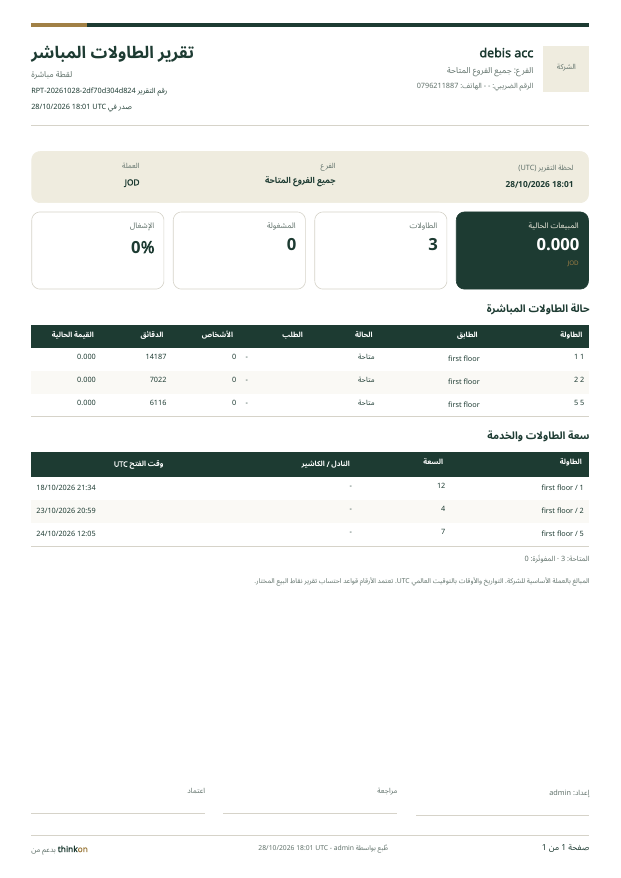 تقرير الطاولات المباشر
لقطة مباشرة
رقم التقرير RPT-20261028-2df70d304d824
صدر في 28/10/2026 18:01 UTC
debis acc
الفرع: جميع الفروع المتاحة
الرقم الضريبي: - - الهاتف: 0796211887
الشركة
لحظة التقرير (UTC) الفرع العملة
28/10/2026 18:01 جميع الفروع المتاحة JOD
المبيعات الحالية الطاولات المشغولة الإشغال
0.000 3 0 0%
JOD
حالة الطاولات المباشرة
الطاولة الطابق الحالة الطلب الأشخاص الدقائق القيمة الحالية
1 1 first floor متاحة - 0 14187 0.000
2 2 first floor متاحة - 0 7022 0.000
5 5 first floor متاحة - 0 6116 0.000
سعة الطاولات والخدمة
الطاولة السعة النادل / الكاشير وقت الفتح UTC
first floor / 1 12 - 18/10/2026 21:34
first floor / 2 4 - 23/10/2026 20:59
first floor / 5 7 - 24/10/2026 12:05
المتاحة: 3 - المفوترة: 0
المبالغ بالعملة الأساسية للشركة. التواريخ والأوقات بالتوقيت العالمي UTC. تعتمد الأرقام قواعد احتساب تقرير نقاط البيع المختار.
إعداد: admin مراجعة اعتماد
صفحة 1 من 1 طُبع بواسطة admin - 28/10/2026 18:01 UTC بدعم من thinkon